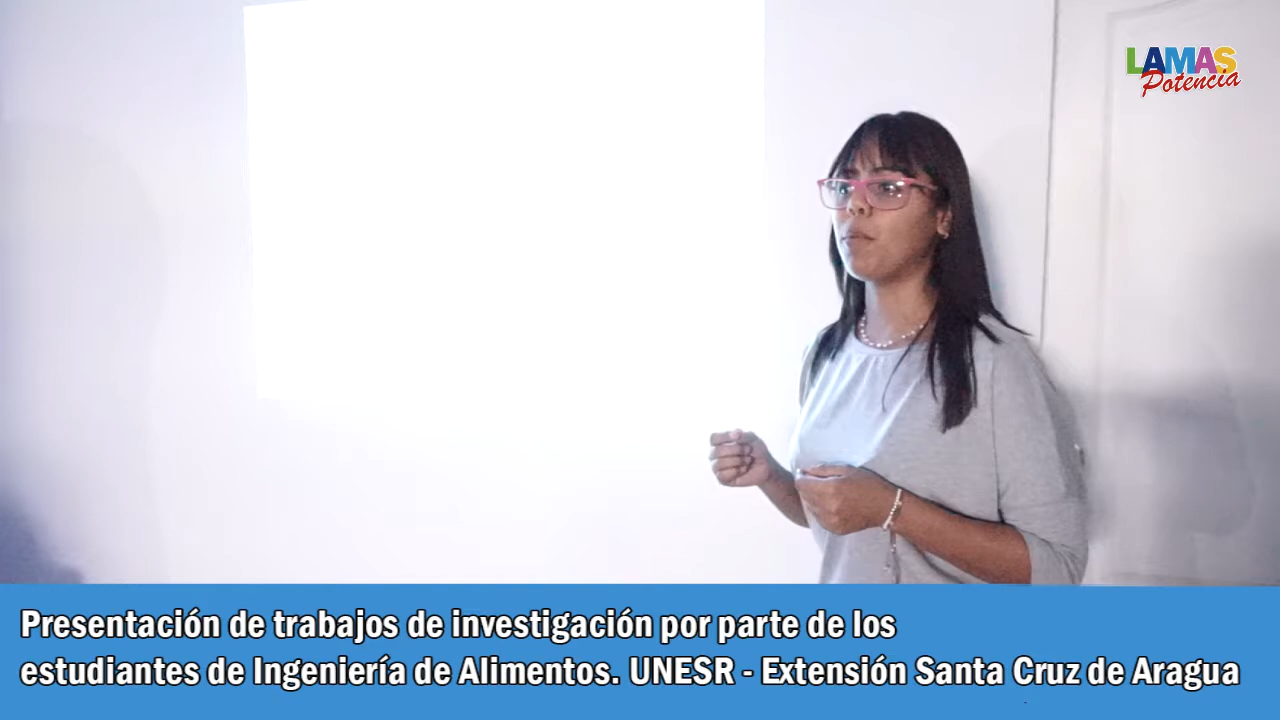 LAMAS
Potencia
Presentación de trabajos de investigación por parte de los
estudiantes de Ingeniería de Alimentos. UNESR - Extensión Santa Cruz de Aragua